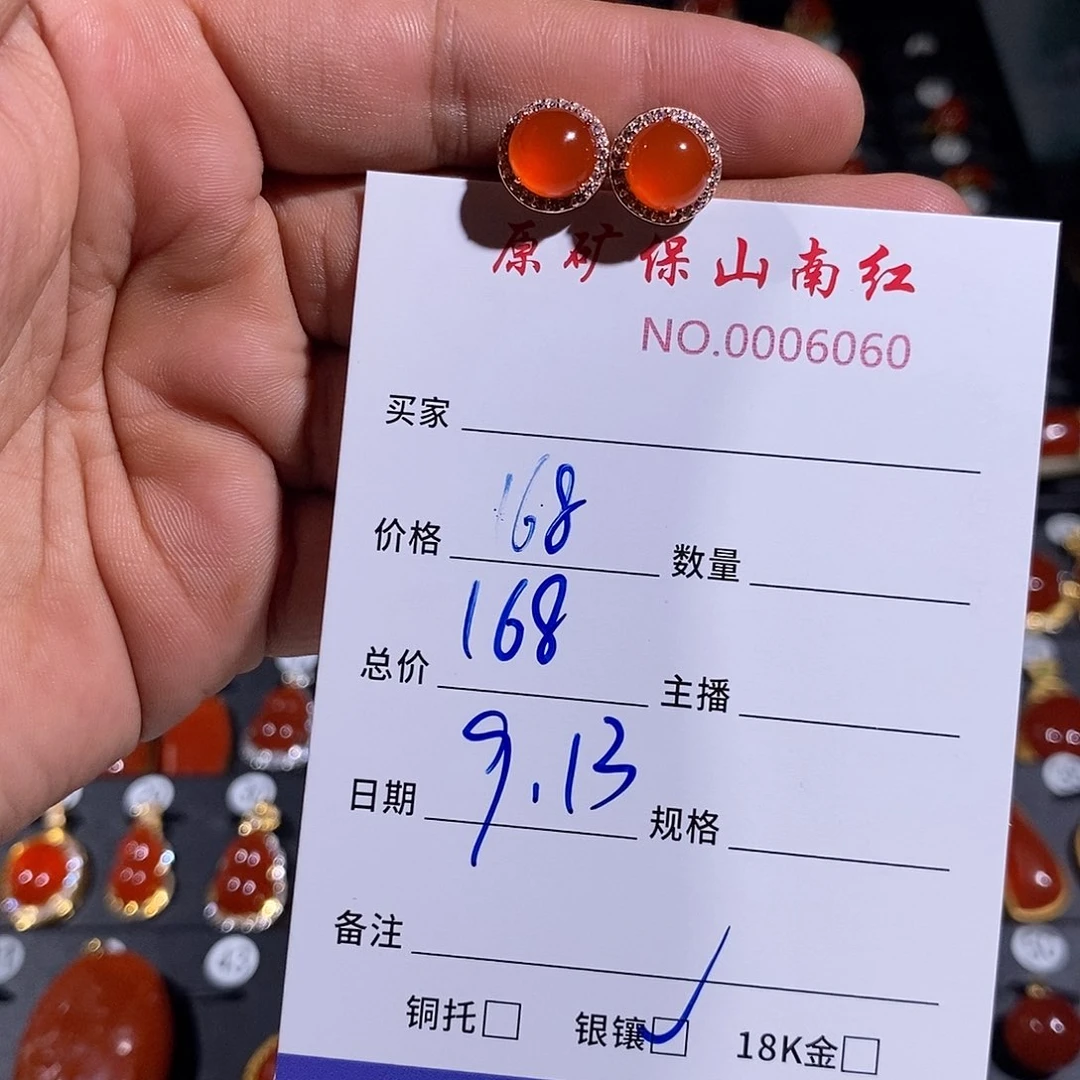 原矿保山南红
NO.0006060
买家
价格 168 数量
总价 168 主播
日期 9.13 规格
备注
铜托 银镶 18K金
43